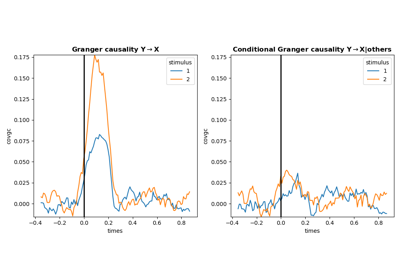 Granger causality Y→X
0.175
0.150
0.125
0.100
0.075
0.050
0.025
0.000
covgc
stimulus
1
2
−0.4 −0.2 0.0 0.2 0.4 0.6 0.8
times
Conditional Granger causality Y→X|others
0.175
0.150
0.125
0.100
0.075
0.050
0.025
0.000
covgc
stimulus
1
2
−0.4 −0.2 0.0 0.2 0.4 0.6 0.8
times